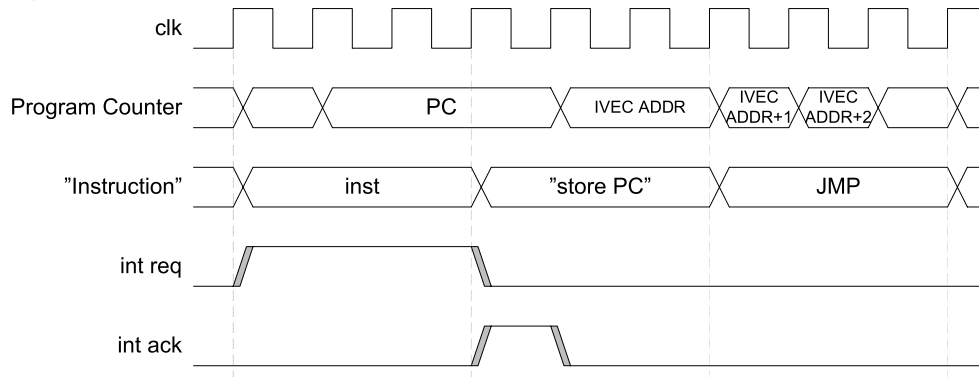 clk
Program Counter
PC
IVEC ADDR
IVEC
ADDR+1
IVEC
ADDR+2
”Instruction”
inst
”store PC”
JMP
int req
int ack